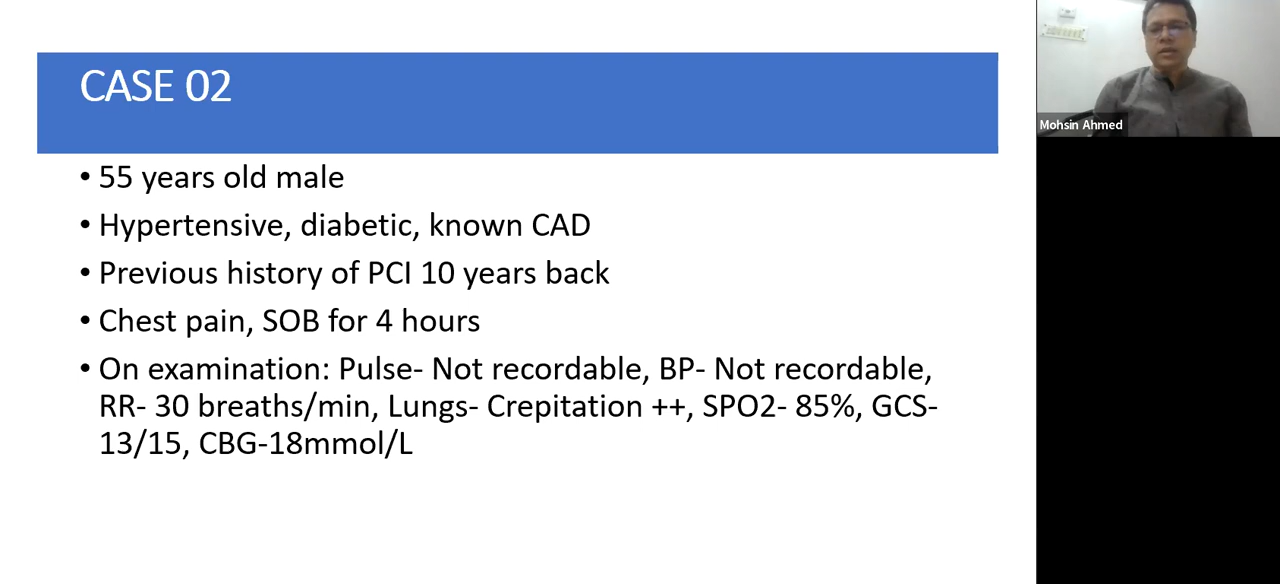 CASE 02
• 55 years old male
• Hypertensive, diabetic, known CAD
• Previous history of PCI 10 years back
• Chest pain, SOB for 4 hours
• On examination: Pulse- Not recordable, BP- Not recordable,
RR- 30 breaths/min, Lungs- Crepitation ++, SPO2- 85%, GCS-
13/15, CBG-18mmol/L
Mohsin Ahmed